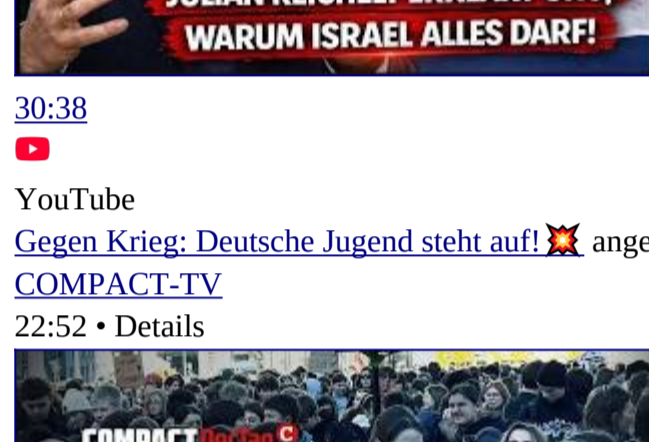 WARUM ISRAEL ALLES DARF!
30:38
YouTube
Gegen Krieg: Deutsche Jugend steht auf!💥 ange
COMPACT-TV
22:52 • Details
COMPACT